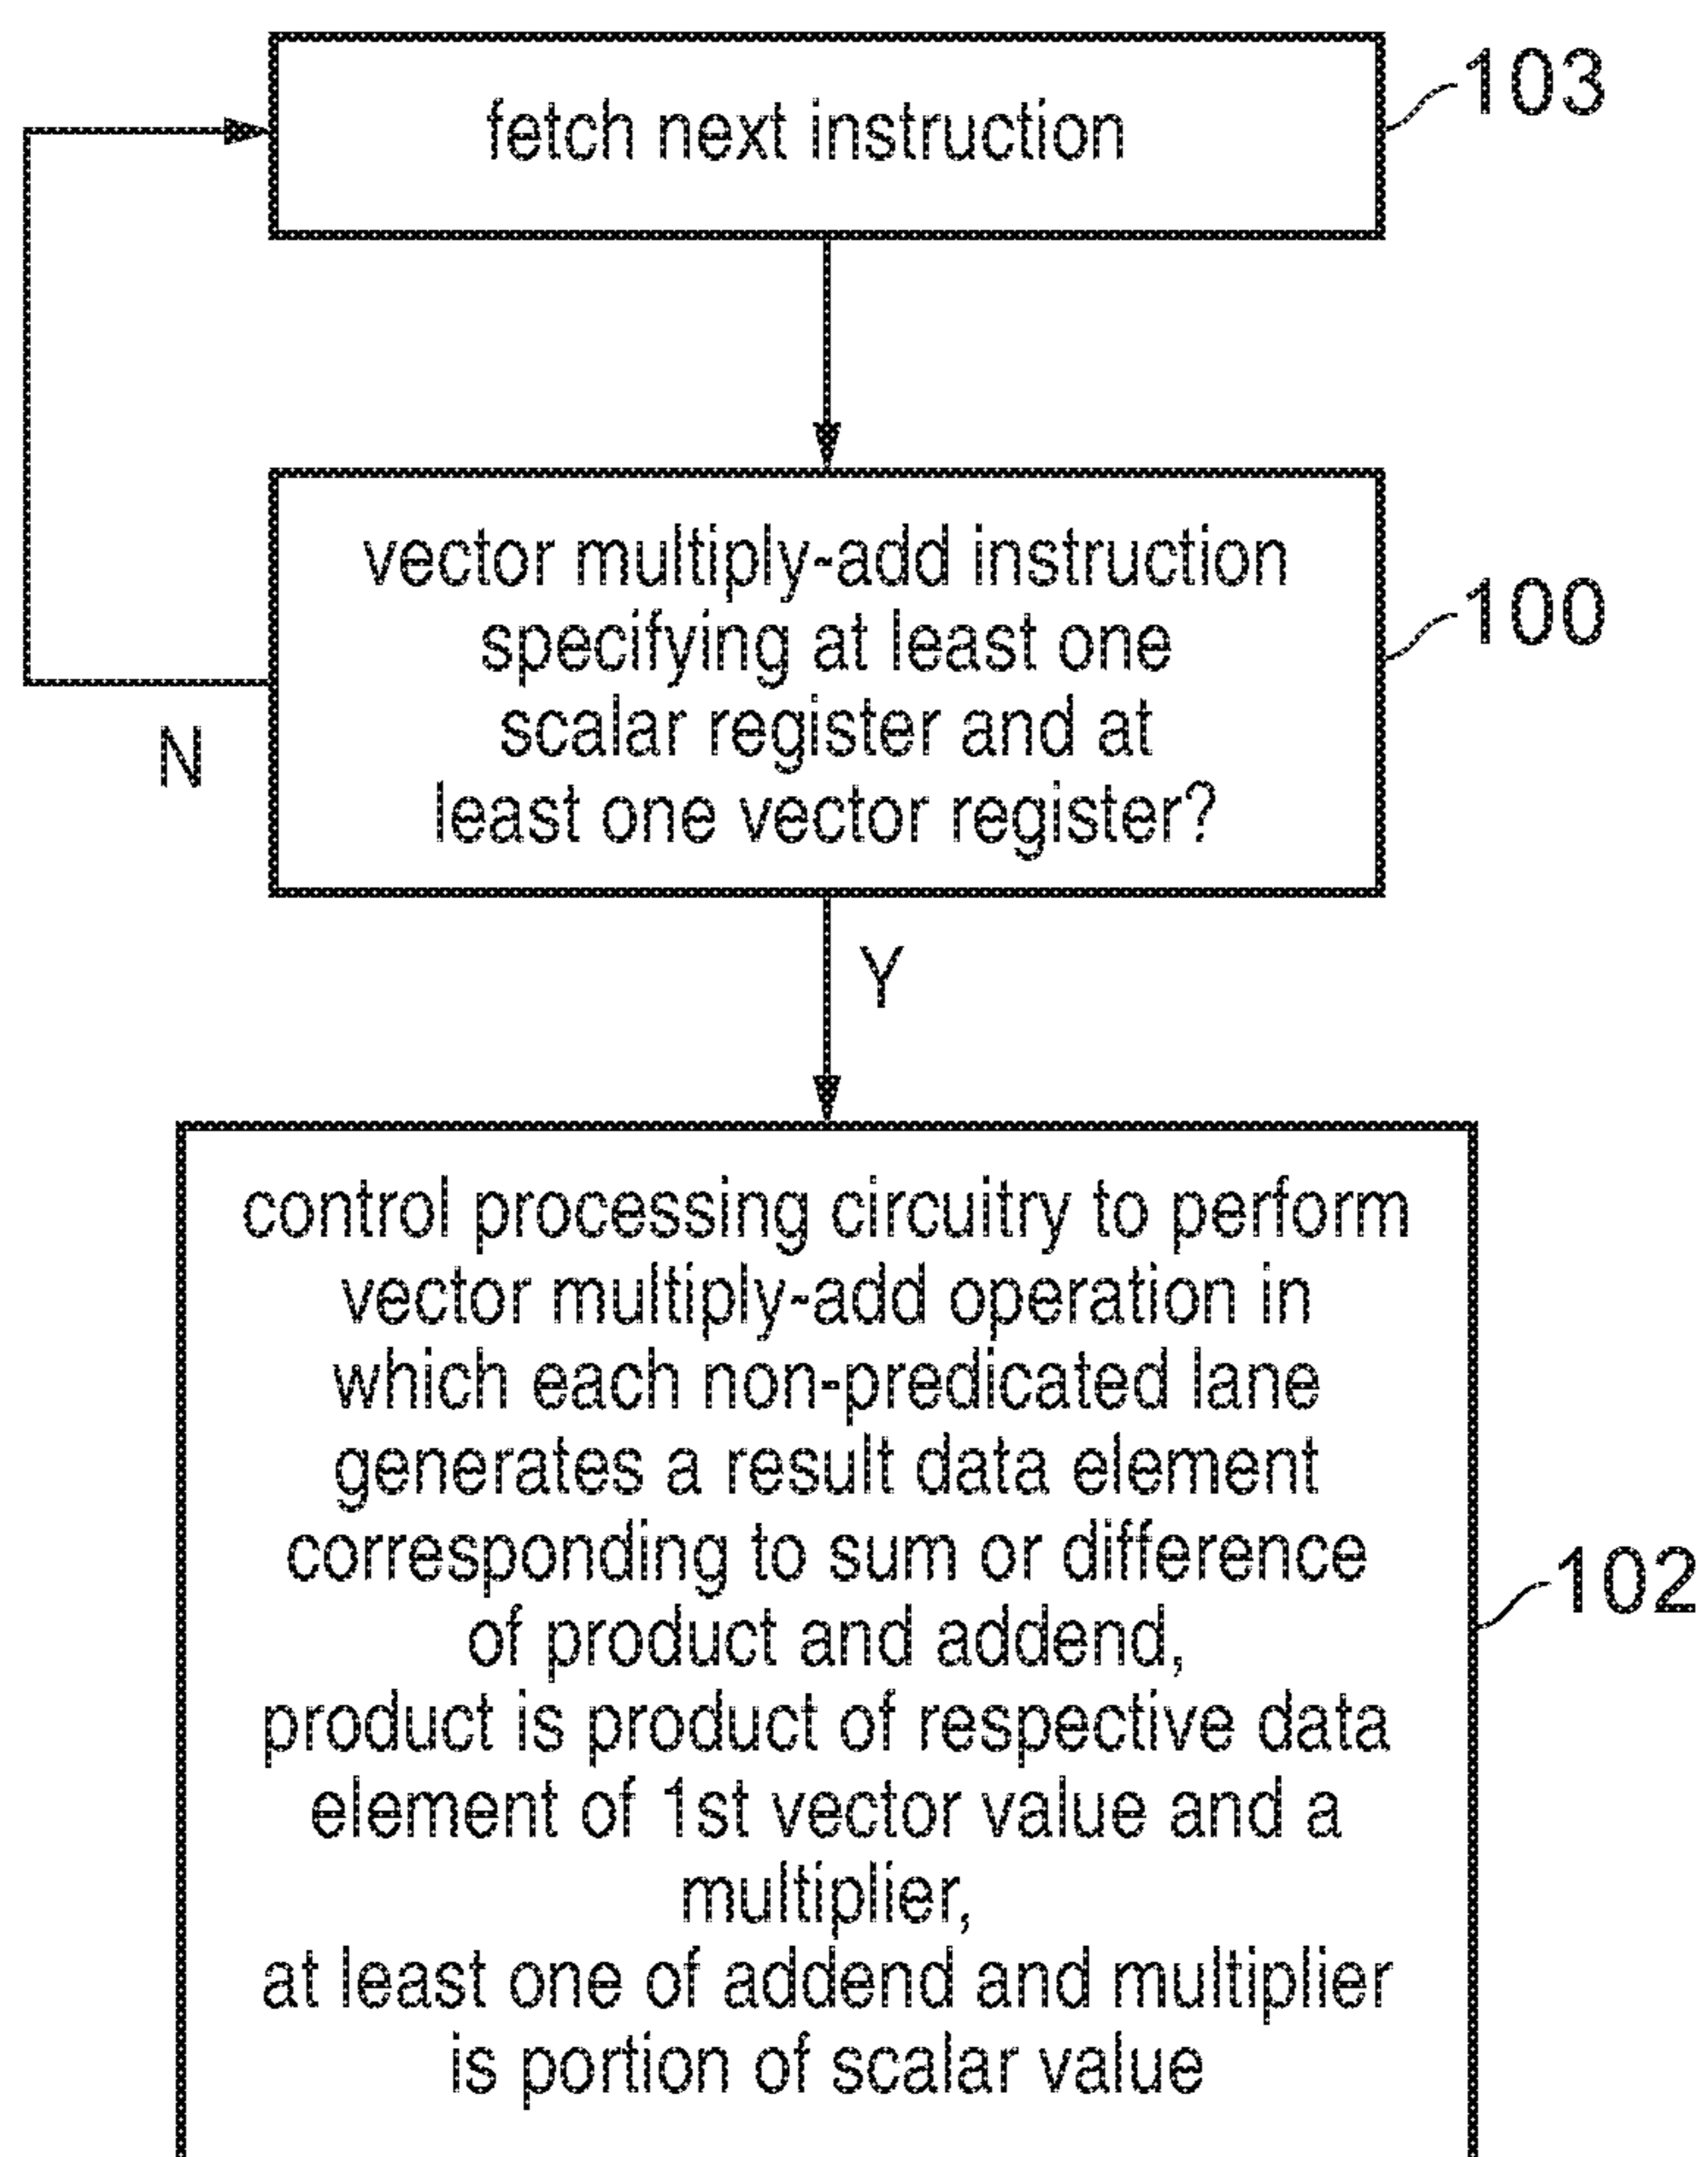 fetch next instruction
103
vector multiply-add instruction
specifying at least one
scalar register and at
least one vector register?
100
N
Y
control processing circuitry to perform
vector multiply-add operation in
which each non-predicated lane
generates a result data element
corresponding to sum or difference
of product and addend,
product is product of respective data
element of 1st vector value and a
multiplier,
at least one of addend and multiplier
is portion of scalar value
102